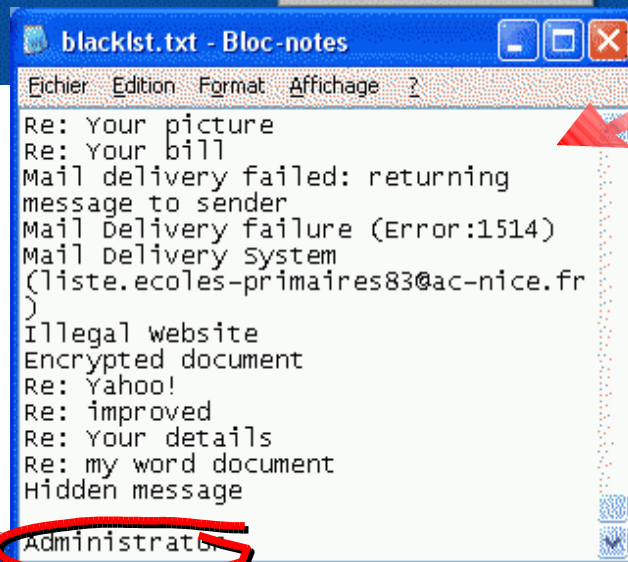 blacklst.txt - Bloc-notes
Fichier Edition Format Affichage ?
Re: Your picture
Re: Your bill
Mail delivery failed: returning
message to sender
Mail Delivery failure (Error:1514)
Mail Delivery System
(liste.ecoles-primaires83@ac-nice.fr
)
Illegal Website
Encrypted document
Re: Yahoo!
Re: improved
Re: Your details
Re: my word document
Hidden message
Administrator